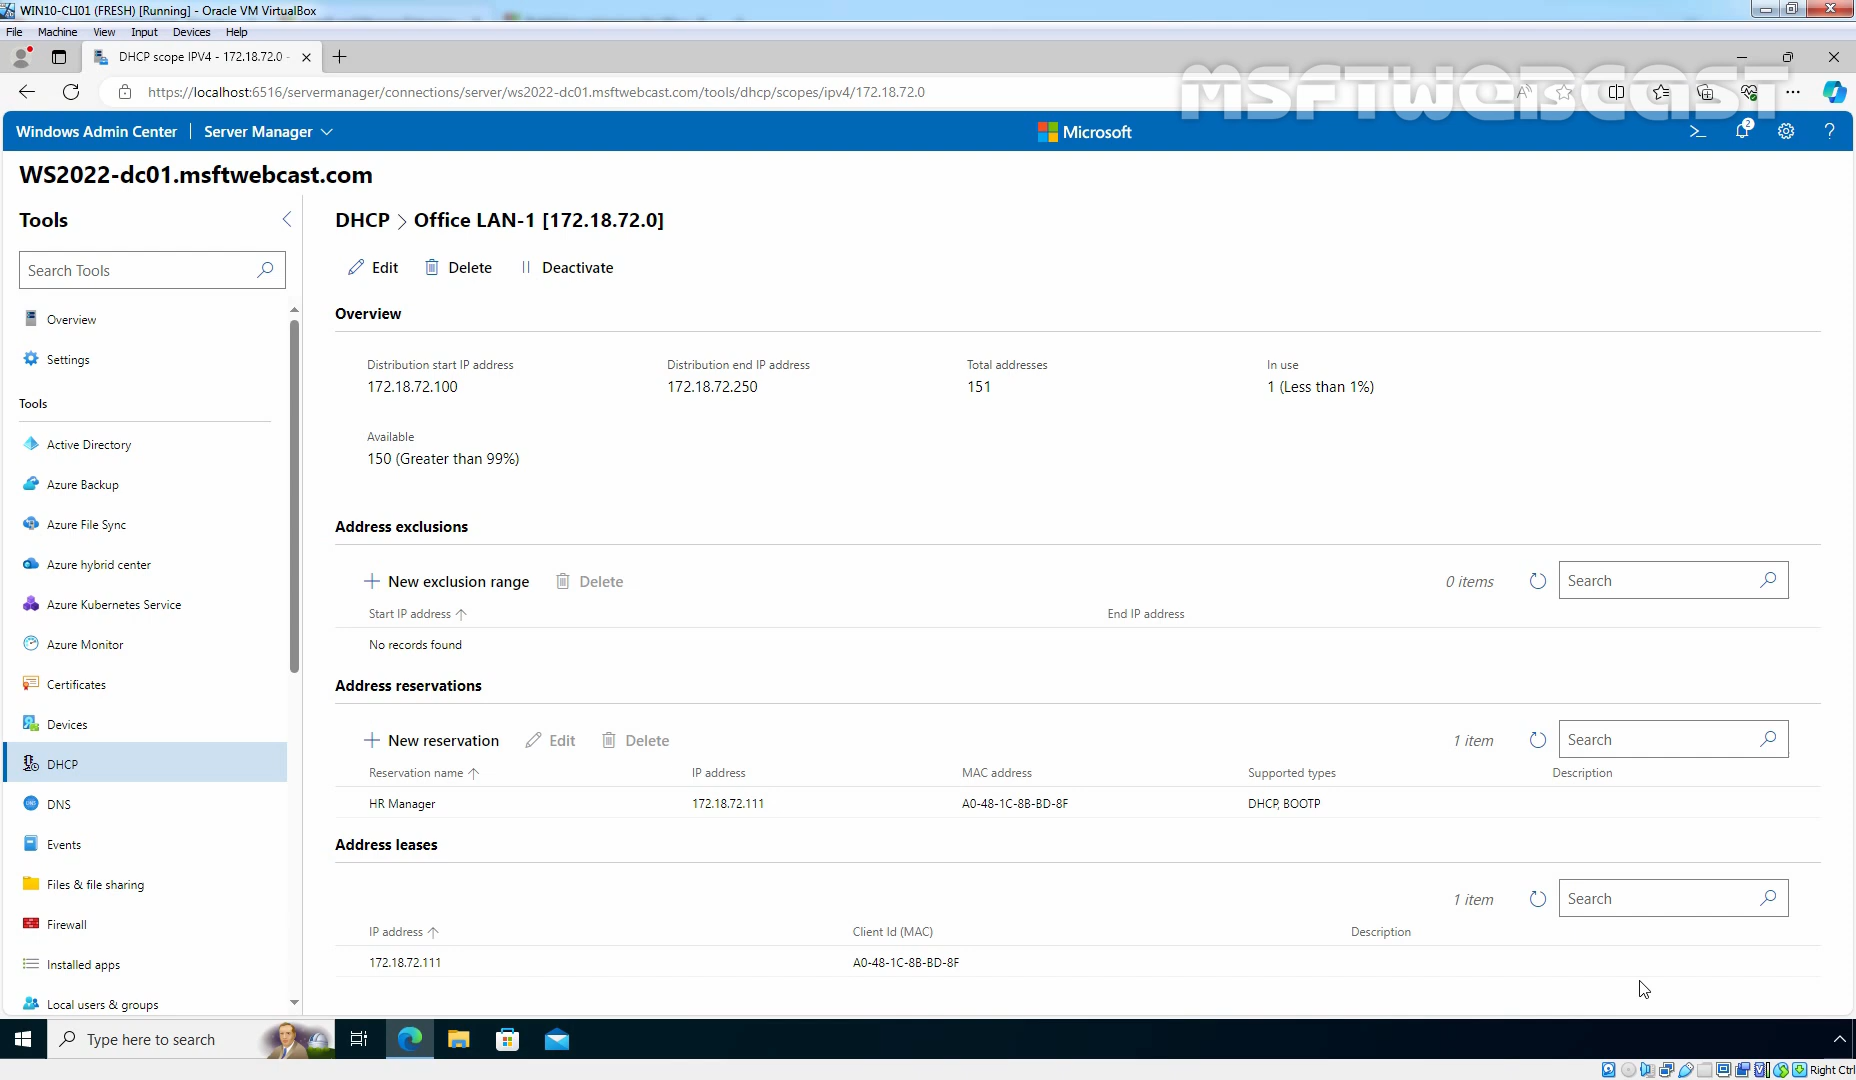 WIN10-CLI01 (FRESH) [Running] - Oracle VM VirtualBox
File Machine View Input Devices Help
DHCP scope IPV4 - 172.18.72.0 -
https://localhost:6516/servermanager/connections/server/ws2022-dc01.msftwebcast.com/tools/dhcp/scopes/ipv4/172.18.72.0
MSFTWEBCAST
Windows Admin Center | Server Manager
Microsoft
2
WS2022-dc01.msftwebcast.com
Tools
Search Tools
Overview
Settings
Tools
Active Directory
Azure Backup
Azure File Sync
Azure hybrid center
Azure Kubernetes Service
Azure Monitor
Certificates
Devices
DHCP
DNS
Events
Files & file sharing
Firewall
Installed apps
Local users & groups
DHCP > Office LAN-1 [172.18.72.0]
Edit Delete Deactivate
Overview
Distribution start IP address Distribution end IP address Total addresses In use
172.18.72.100 172.18.72.250 151 1 (Less than 1%)
Available
150 (Greater than 99%)
Address exclusions
New exclusion range Delete 0 items Search
Start IP address End IP address
No records found
Address reservations
New reservation Edit Delete 1 item Search
Reservation name IP address MAC address Supported types Description
HR Manager 172.18.72.111 A0-48-1C-8B-BD-8F DHCP, BOOTP
Address leases
1 item Search
IP address Client Id (MAC) Description
172.18.72.111 A0-48-1C-8B-BD-8F
Type here to search
Right Ctrl